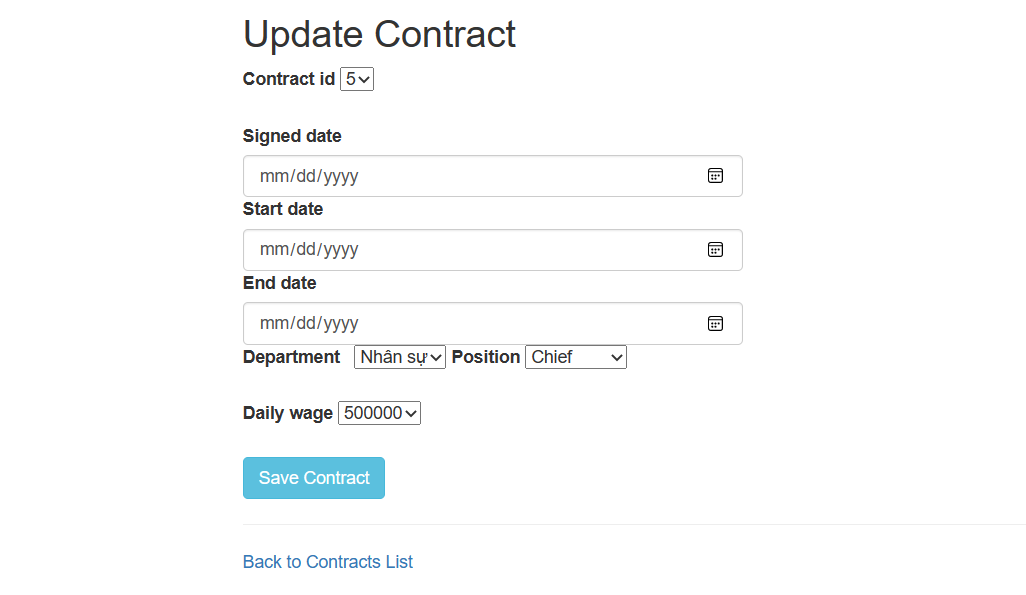 Update Contract
Contract id 5
Signed date
mm/dd/yyyy
Start date
mm/dd/yyyy
End date
mm/dd/yyyy
Department Nhân sự Position Chief
Daily wage 500000
Save Contract
Back to Contracts List